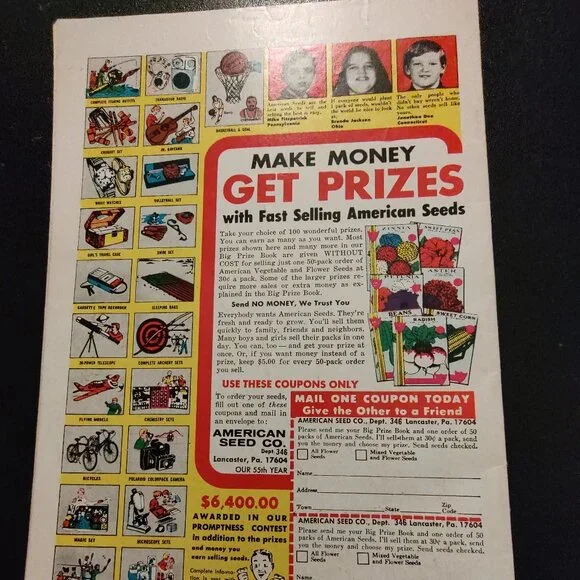 COMPLETE FISHING OUTFITS
TRANSISTOR RADIO
BASKETBALL & GOAL
CROQUET SET
JR. GUITARS
WRIST WATCHES
VOLLEYBALL SET
GIRL'S TRAVEL CASE
SWIM SET
CASSETTE TAPE RECORDER
SLEEPING BAGS
30-POWER TELESCOPE
COMPLETE ARCHERY SETS
FLYING MODELS
CHEMISTRY SETS
BICYCLES
POLAROID COLORPACK CAMERA
MAGIC SET
MICROSCOPE SETS
American Seeds are the
best seeds to sell and
selling the best is easy.
Mike Fitzpatrick
Pennsylvania
If everyone would plant
1 pack of seeds, wouldn't
the world be nice to look
at.
Brenda Jackson
Ohio
The only people who
didn't buy weren't home.
No other seeds sell like
yours.
Jonathan Doe
Connecticut
MAKE MONEY
GET PRIZES
with Fast Selling American Seeds
Take your choice of 100 wonderful prizes.
You can earn as many as you want. Most
prizes shown here and many more in our
Big Prize Book are given WITHOUT
COST for selling just one 50-pack order of
American Vegetable and Flower Seeds at
30¢ a pack. Some of the larger prizes re-
quire more sales or extra money as ex-
plained in the Big Prize Book.
Send NO MONEY, We Trust You
Everybody wants American Seeds. They're
fresh and ready to grow. You'll sell them
quickly to family, friends and neighbors.
Many boys and girls sell their packs in one
day. You can, too — and get your prize at
once. Or, if you want money instead of a
prize, keep $5.00 for every 50-pack order
you sell.
ZINNIA
SWEET PEAS
PETUNIA
ASTER
BEANS
RADISH
SWEET CORN
USE THESE COUPONS ONLY
To order your seeds,
fill out one of these
coupons and mail in
an envelope to:
AMERICAN
SEED CO.
Dept. 346
Lancaster, Pa. 17604
OUR 55th YEAR
$6,400.00
AWARDED IN OUR
PROMPTNESS CONTEST
in addition to the prizes
and money you
earn selling seeds.
Complete informa-
MAIL ONE COUPON TODAY
Give the Other to a Friend
AMERICAN SEED CO., Dept. 346 Lancaster, Pa. 17604
Please send me your Big Prize Book and one order of 50
packs of American Seeds. I'll sell them at 30¢ a pack, send
you the money and choose my prize. Send seeds checked.
All Flower
Seeds
Mixed Vegetable
and Flower Seeds
Name
Address
Town
State
Zip
Code
AMERICAN SEED CO., Dept. 346 Lancaster, Pa. 17604
Please send me your Big Prize Book and one order of 50
packs of American Seeds. I'll sell them at 30¢ a pack, send
you the money and choose my prize. Send seeds checked.
All Flower
Seeds
Mixed Vegetable
and Flower Seeds
Name